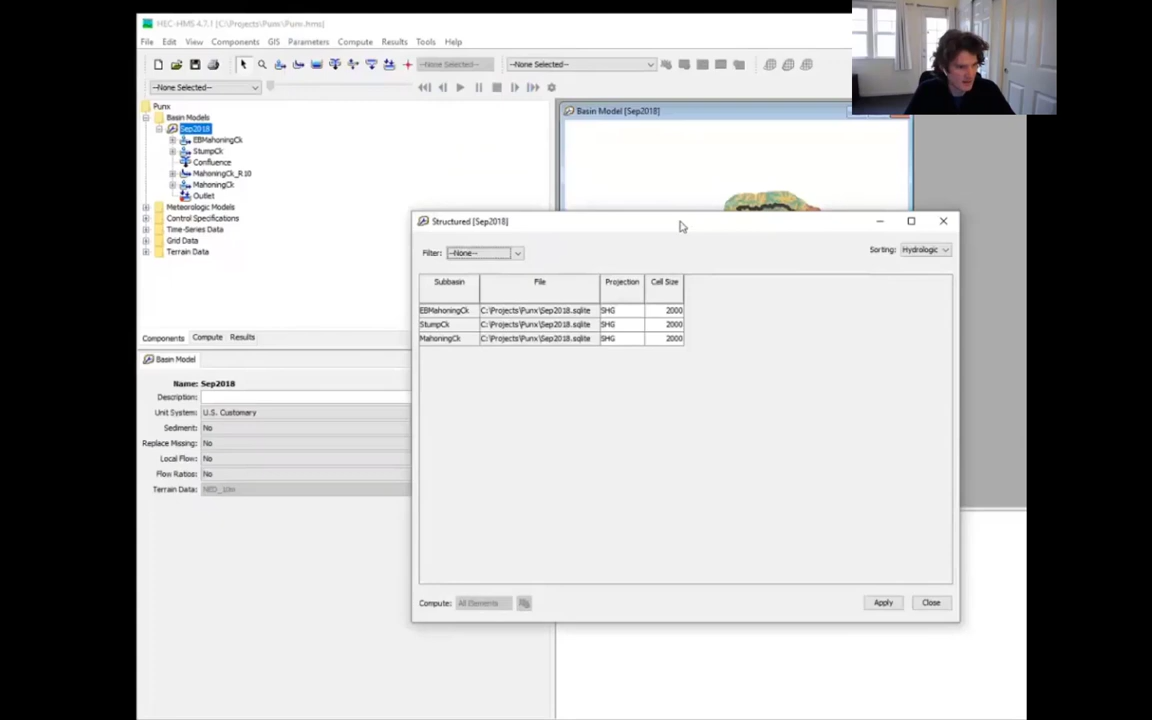 HEC-HMS 4.7.1 [C:\Projects\Punx\Punx.hms]
File Edit View Components GIS Parameters Compute Results Tools Help
--None Selected-- --None Selected--
--None Selected--
Punx
Basin Models
Sep2018
EBMahoningCk
StumpCk
Confluence
MahoningCk_R10
MahoningCk
Outlet
Meteorologic Models
Control Specifications
Time-Series Data
Grid Data
Terrain Data
Components Compute Results
Basin Model
Name: Sep2018
Description:
Unit System: U.S. Customary
Sediment: No
Replace Missing: No
Local Flow: No
Flow Ratios: No
Terrain Data: NED_10m
Basin Model [Sep2018]
Structured [Sep2018]
Filter: --None-- Sorting: Hydrologic
Subbasin File Projection Cell Size
EBMahoningCk C:\Projects\Punx\Sep2018.sqlite SHG 2000
StumpCk C:\Projects\Punx\Sep2018.sqlite SHG 2000
MahoningCk C:\Projects\Punx\Sep2018.sqlite SHG 2000
Compute: All Elements Apply Close